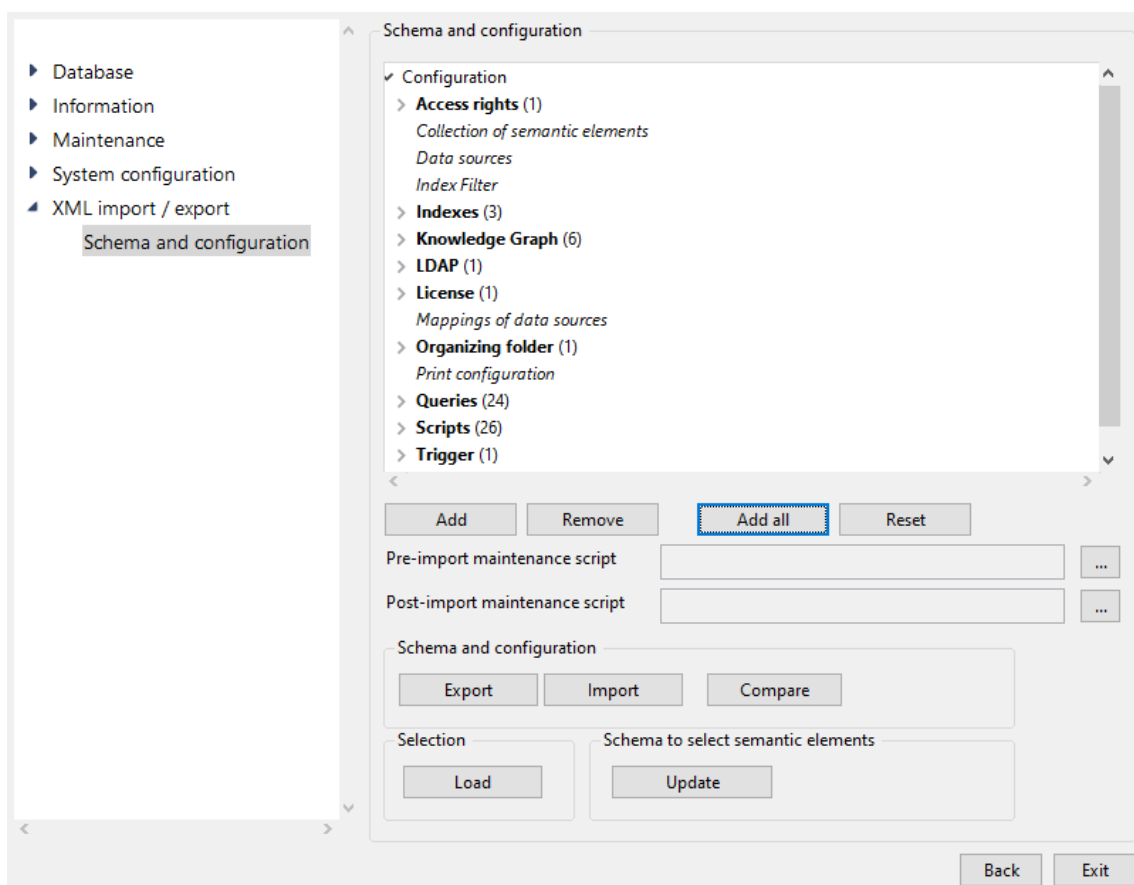 Database
Information
Maintenance
System configuration
XML import / export
Schema and configuration
Schema and configuration
Configuration
Access rights (1)
Collection of semantic elements
Data sources
Index Filter
Indexes (3)
Knowledge Graph (6)
LDAP (1)
License (1)
Mappings of data sources
Organizing folder (1)
Print configuration
Queries (24)
Scripts (26)
Trigger (1)
Add Remove Add all Reset
Pre-import maintenance script ...
Post-import maintenance script ...
Schema and configuration
Export Import Compare
Selection Schema to select semantic elements
Load Update
Back Exit